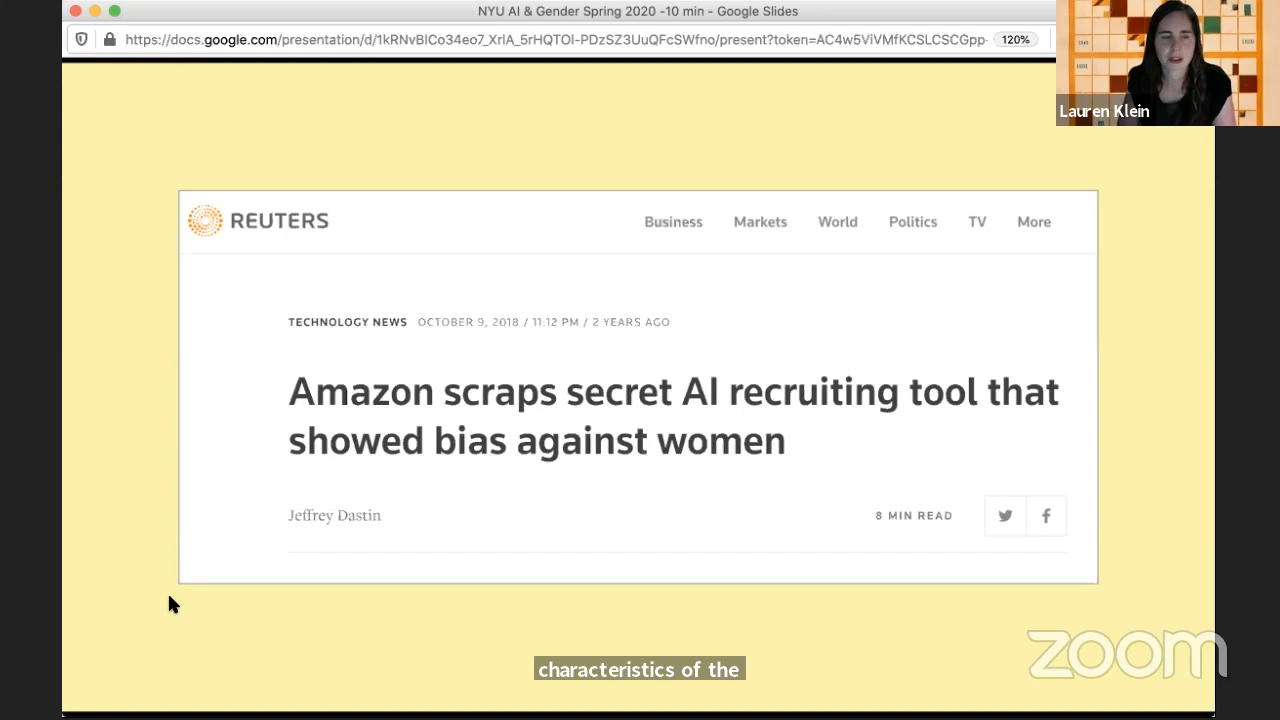 NYU AI & Gender Spring 2020 -10 min - Google Slides
120%
Lauren Klein
REUTERS
Business Markets World Politics TV More
TECHNOLOGY NEWS OCTOBER 9, 2018 / 11:12 PM / 2 YEARS AGO
Amazon scraps secret AI recruiting tool that
showed bias against women
Jeffrey Dastin
8 MIN READ
characteristics of the
zoom